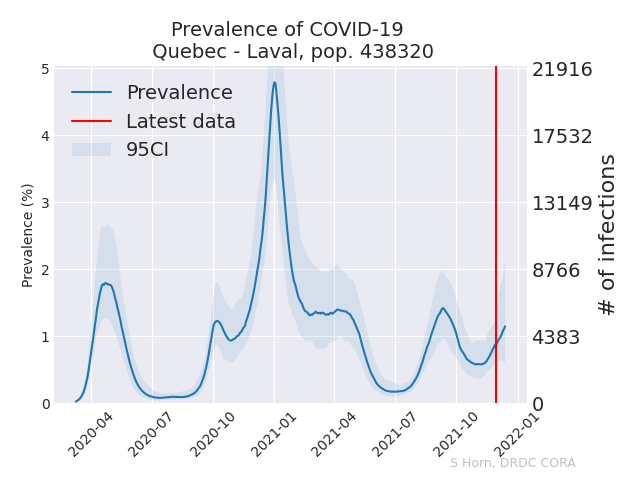 Prevalence of COVID-19
Quebec - Laval, pop. 438320
Prevalence
Latest data
95CI
Prevalence (%)
5
4
3
2
1
0
21916
17532
13149
8766
4383
0
# of infections
2020-04
2020-07
2020-10
2021-01
2021-04
2021-07
2021-10
2022-01
S Horn, DRDC CORA